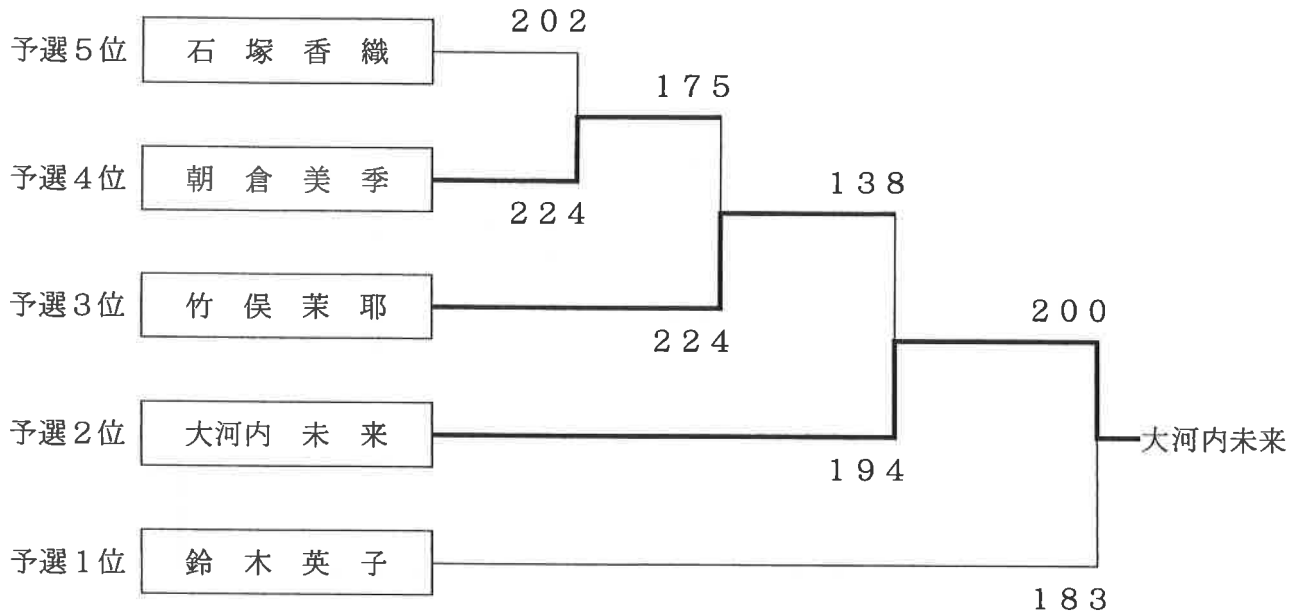 202
予選5位 石塚香織
175
予選4位 朝倉美季
138
224
予選3位 竹俣茉耶
200
224
予選2位 大河内 未来
大河内未来
194
予選1位 鈴木英子
183